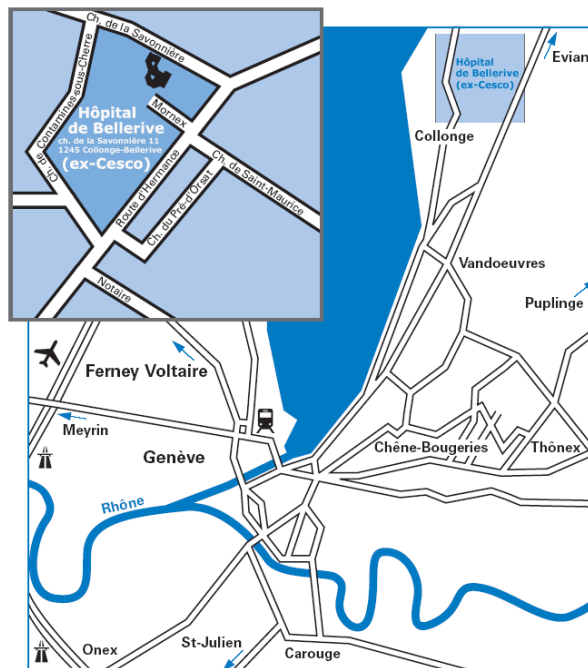 Ch. de la Savonnière
Ch. de Contamines-sous-Cherre
Hôpital
de Bellerive
ch. de la Savonnière 11
1245 Collonge-Bellerive
(ex-Cesco)
Mornex
Route d'Hermance
Ch. du Pré-d'Orsat
Ch. de Saint-Maurice
Notaire
Evian
Hôpital
de Bellerive
(ex-Cesco)
Collonge
Vandoeuvres
Puplinge
Ferney Voltaire
Meyrin
Genève
Chêne-Bougeries
Thônex
Rhône
Onex
St-Julien
Carouge